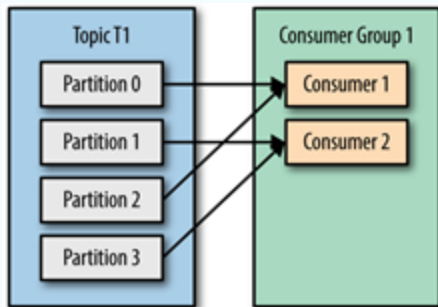 Topic T1
Partition 0
Partition 1
Partition 2
Partition 3
Consumer Group 1
Consumer 1
Consumer 2